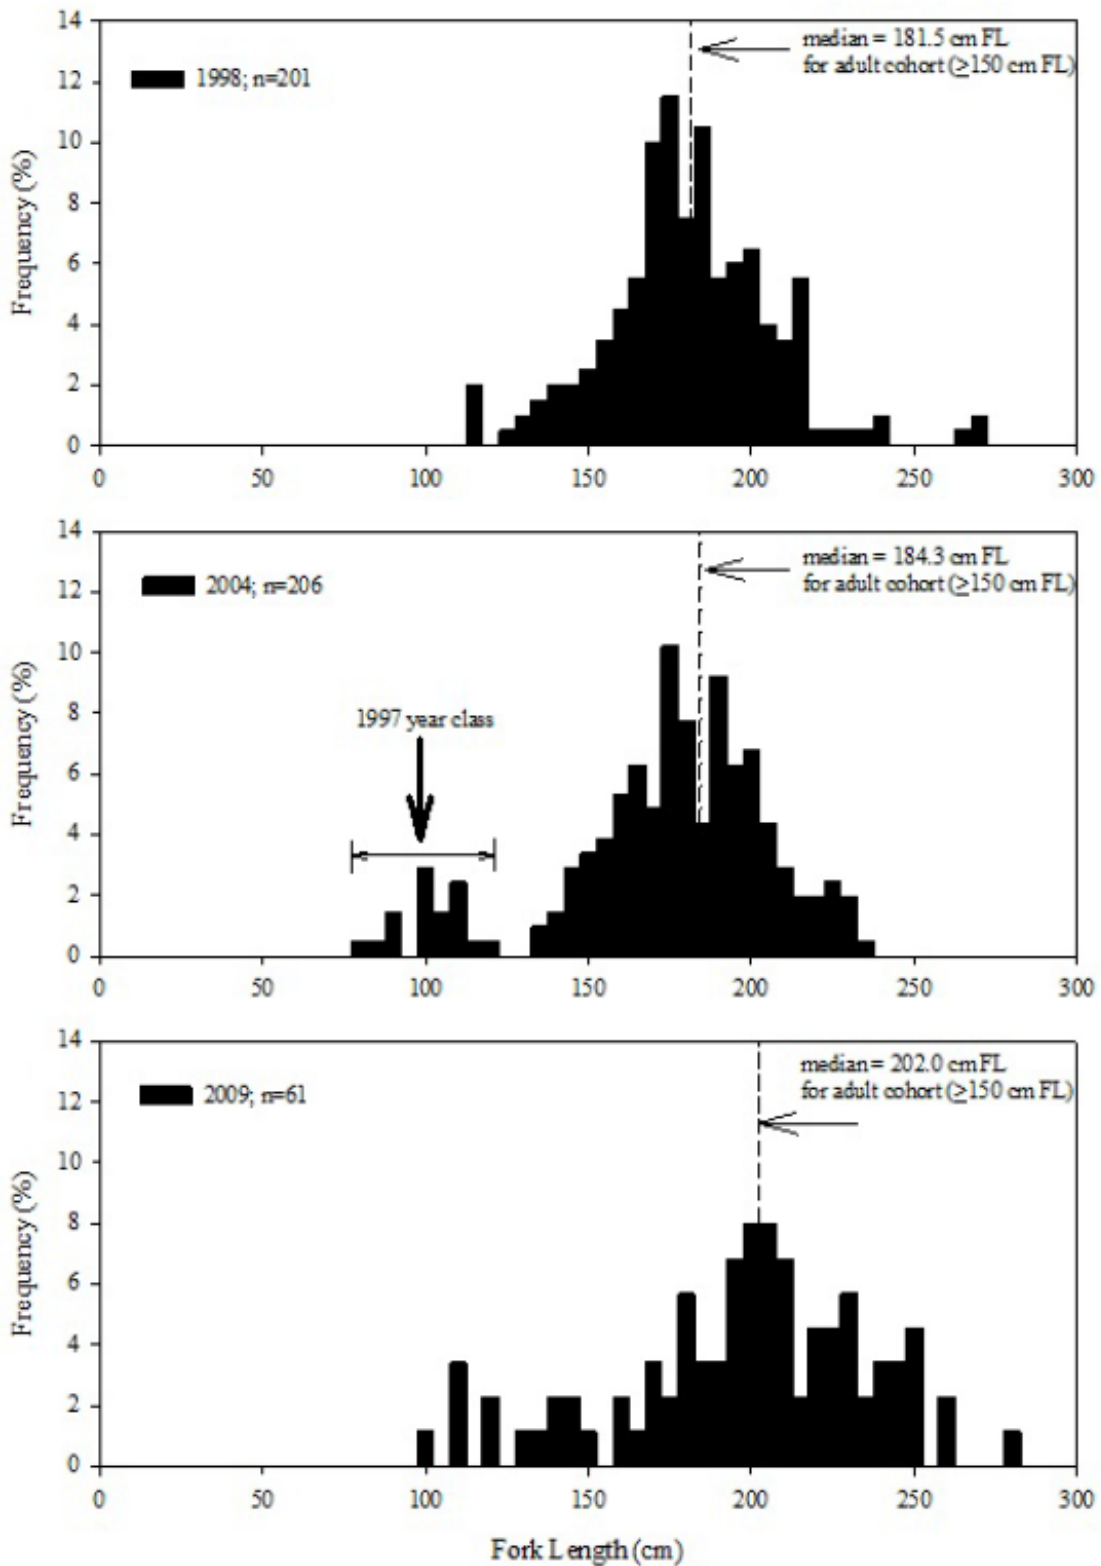 14
12
10
8
6
4
2
0
Frequency (%)
1998; n=201
median = 181.5 cm FL
for adult cohort (≥150 cm FL)
0 50 100 150 200 250 300
14
12
10
8
6
4
2
0
Frequency (%)
2004; n=206
1997 year class
median = 184.3 cm FL
for adult cohort (≥150 cm FL)
0 50 100 150 200 250 300
14
12
10
8
6
4
2
0
Frequency (%)
2009; n=61
median = 202.0 cm FL
for adult cohort (≥150 cm FL)
0 50 100 150 200 250 300
Fork Length (cm)